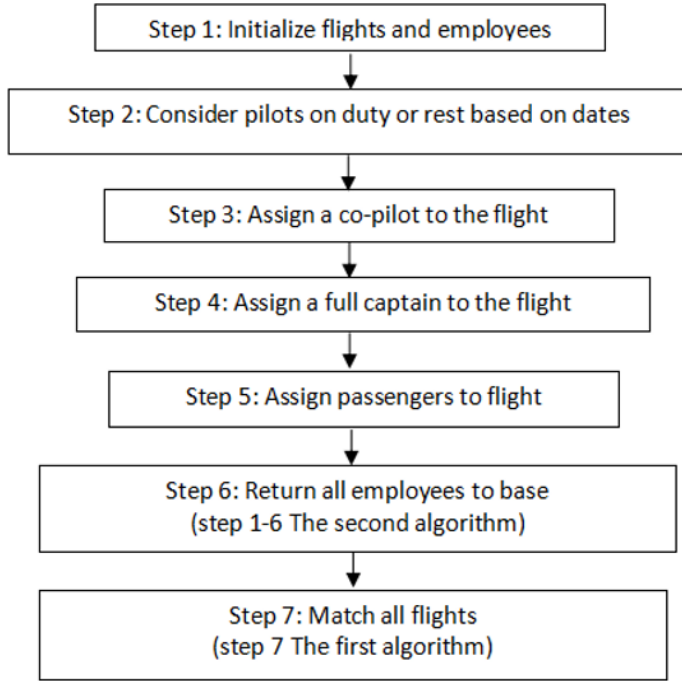 Step 1: Initialize flights and employees
Step 2: Consider pilots on duty or rest based on dates
Step 3: Assign a co-pilot to the flight
Step 4: Assign a full captain to the flight
Step 5: Assign passengers to flight
Step 6: Return all employees to base
(step 1-6 The second algorithm)
Step 7: Match all flights
(step 7 The first algorithm)